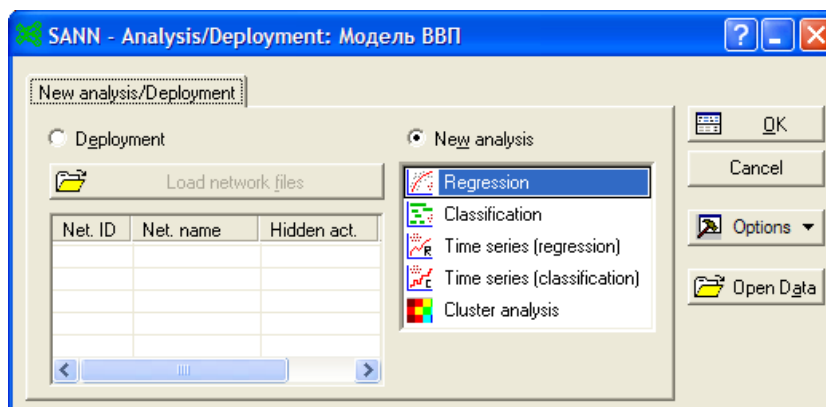 SANN - Analysis/Deployment: Модель ВВП
New analysis/Deployment
Deployment
New analysis
Load network files
Net. ID Net. name Hidden act.
Regression
Classification
Time series (regression)
Time series (classification)
Cluster analysis
OK
Cancel
Options
Open Data